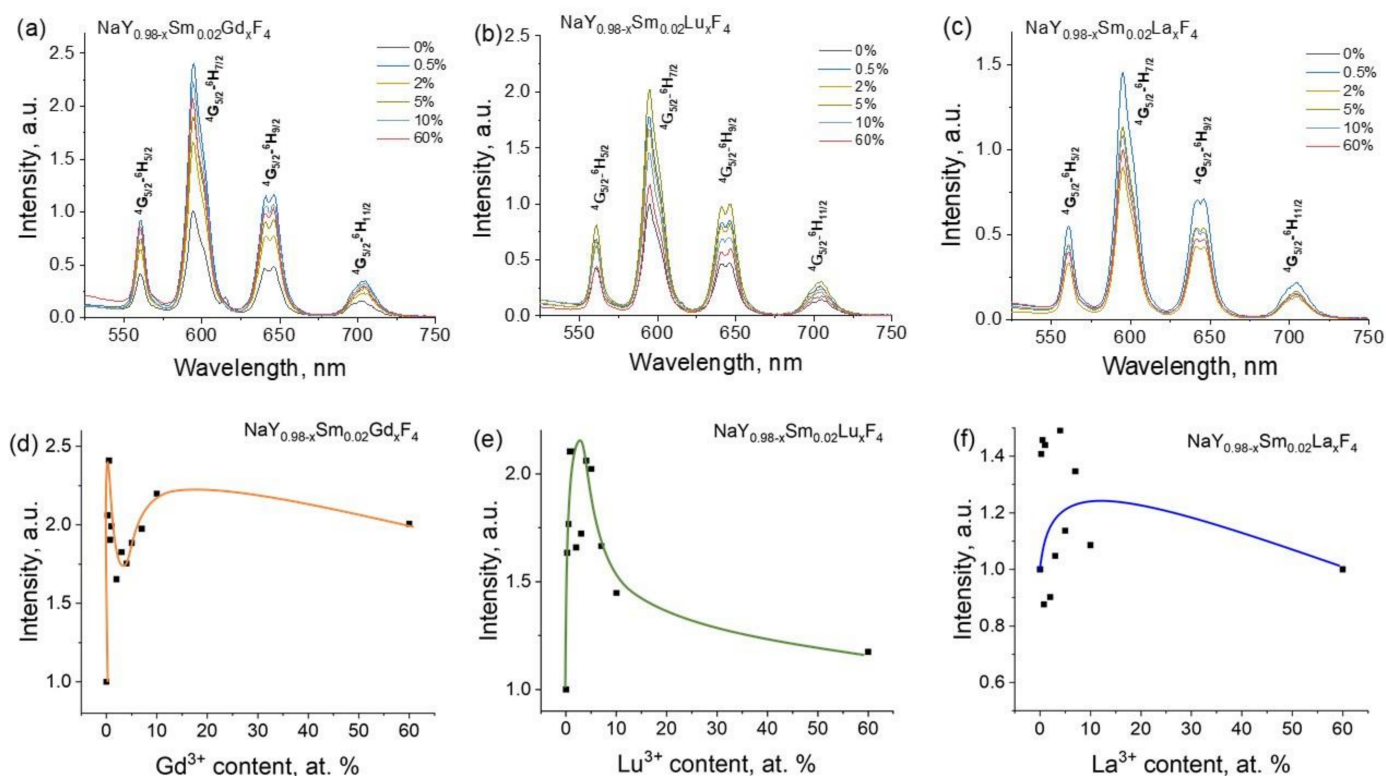 (a)
NaY0.98-xSm0.02GdxF4
Intensity, a.u.
2.5
2.0
1.5
1.0
0.5
0.0
4G5/2-6H5/2
4G5/2-6H7/2
4G5/2-6H9/2
4G5/2-6H11/2
0%
0.5%
2%
5%
10%
60%
550 600 650 700 750
Wavelength, nm
(b)
NaY0.98-xSm0.02LuxF4
Intensity, a.u.
2.5
2.0
1.5
1.0
0.5
0.0
4G5/2–6H5/2
4G5/2–6H7/2
4G5/2–6H9/2
4G5/2–6H11/2
0%
0.5%
2%
5%
10%
60%
550 600 650 700 750
Wavelength, nm
(c)
NaY0.98-xSm0.02LaxF4
Intensity, a.u.
1.5
1.0
0.5
0.0
4G5/2-6H5/2
4G5/2-6H7/2
4G5/2-6H9/2
4G5/2-6H11/2
0%
0.5%
2%
5%
10%
60%
550 600 650 700 750
Wavelength, nm
(d)
NaY0.98-xSm0.02GdxF4
Intensity, a.u.
2.5
2.0
1.5
1.0
0 10 20 30 40 50 60
Gd3+ content, at. %
(e)
NaY0.98-xSm0.02LuxF4
Intensity, a.u.
2.0
1.5
1.0
0 10 20 30 40 50 60
Lu3+ content, at. %
(f)
NaY0.98-xSm0.02LaxF4
Intensity, a.u.
1.4
1.2
1.0
0.8
0.6
0 10 20 30 40 50 60
La3+ content, at. %